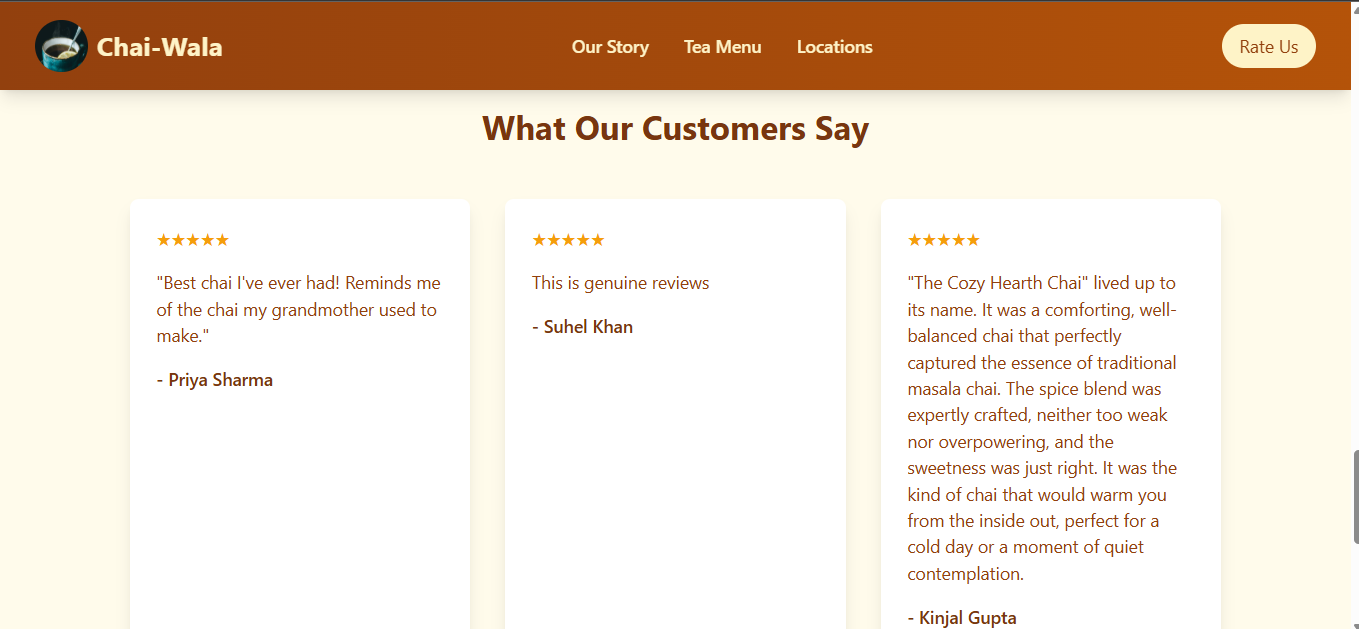 Chai-Wala
Our Story
Tea Menu
Locations
Rate Us
What Our Customers Say
★★★★★
"Best chai I've ever had! Reminds me
of the chai my grandmother used to
make."
- Priya Sharma
★★★★★
This is genuine reviews
- Suhel Khan
★★★★★
"The Cozy Hearth Chai" lived up to
its name. It was a comforting, well-
balanced chai that perfectly
captured the essence of traditional
masala chai. The spice blend was
expertly crafted, neither too weak
nor overpowering, and the
sweetness was just right. It was the
kind of chai that would warm you
from the inside out, perfect for a
cold day or a moment of quiet
contemplation.
- Kinjal Gupta